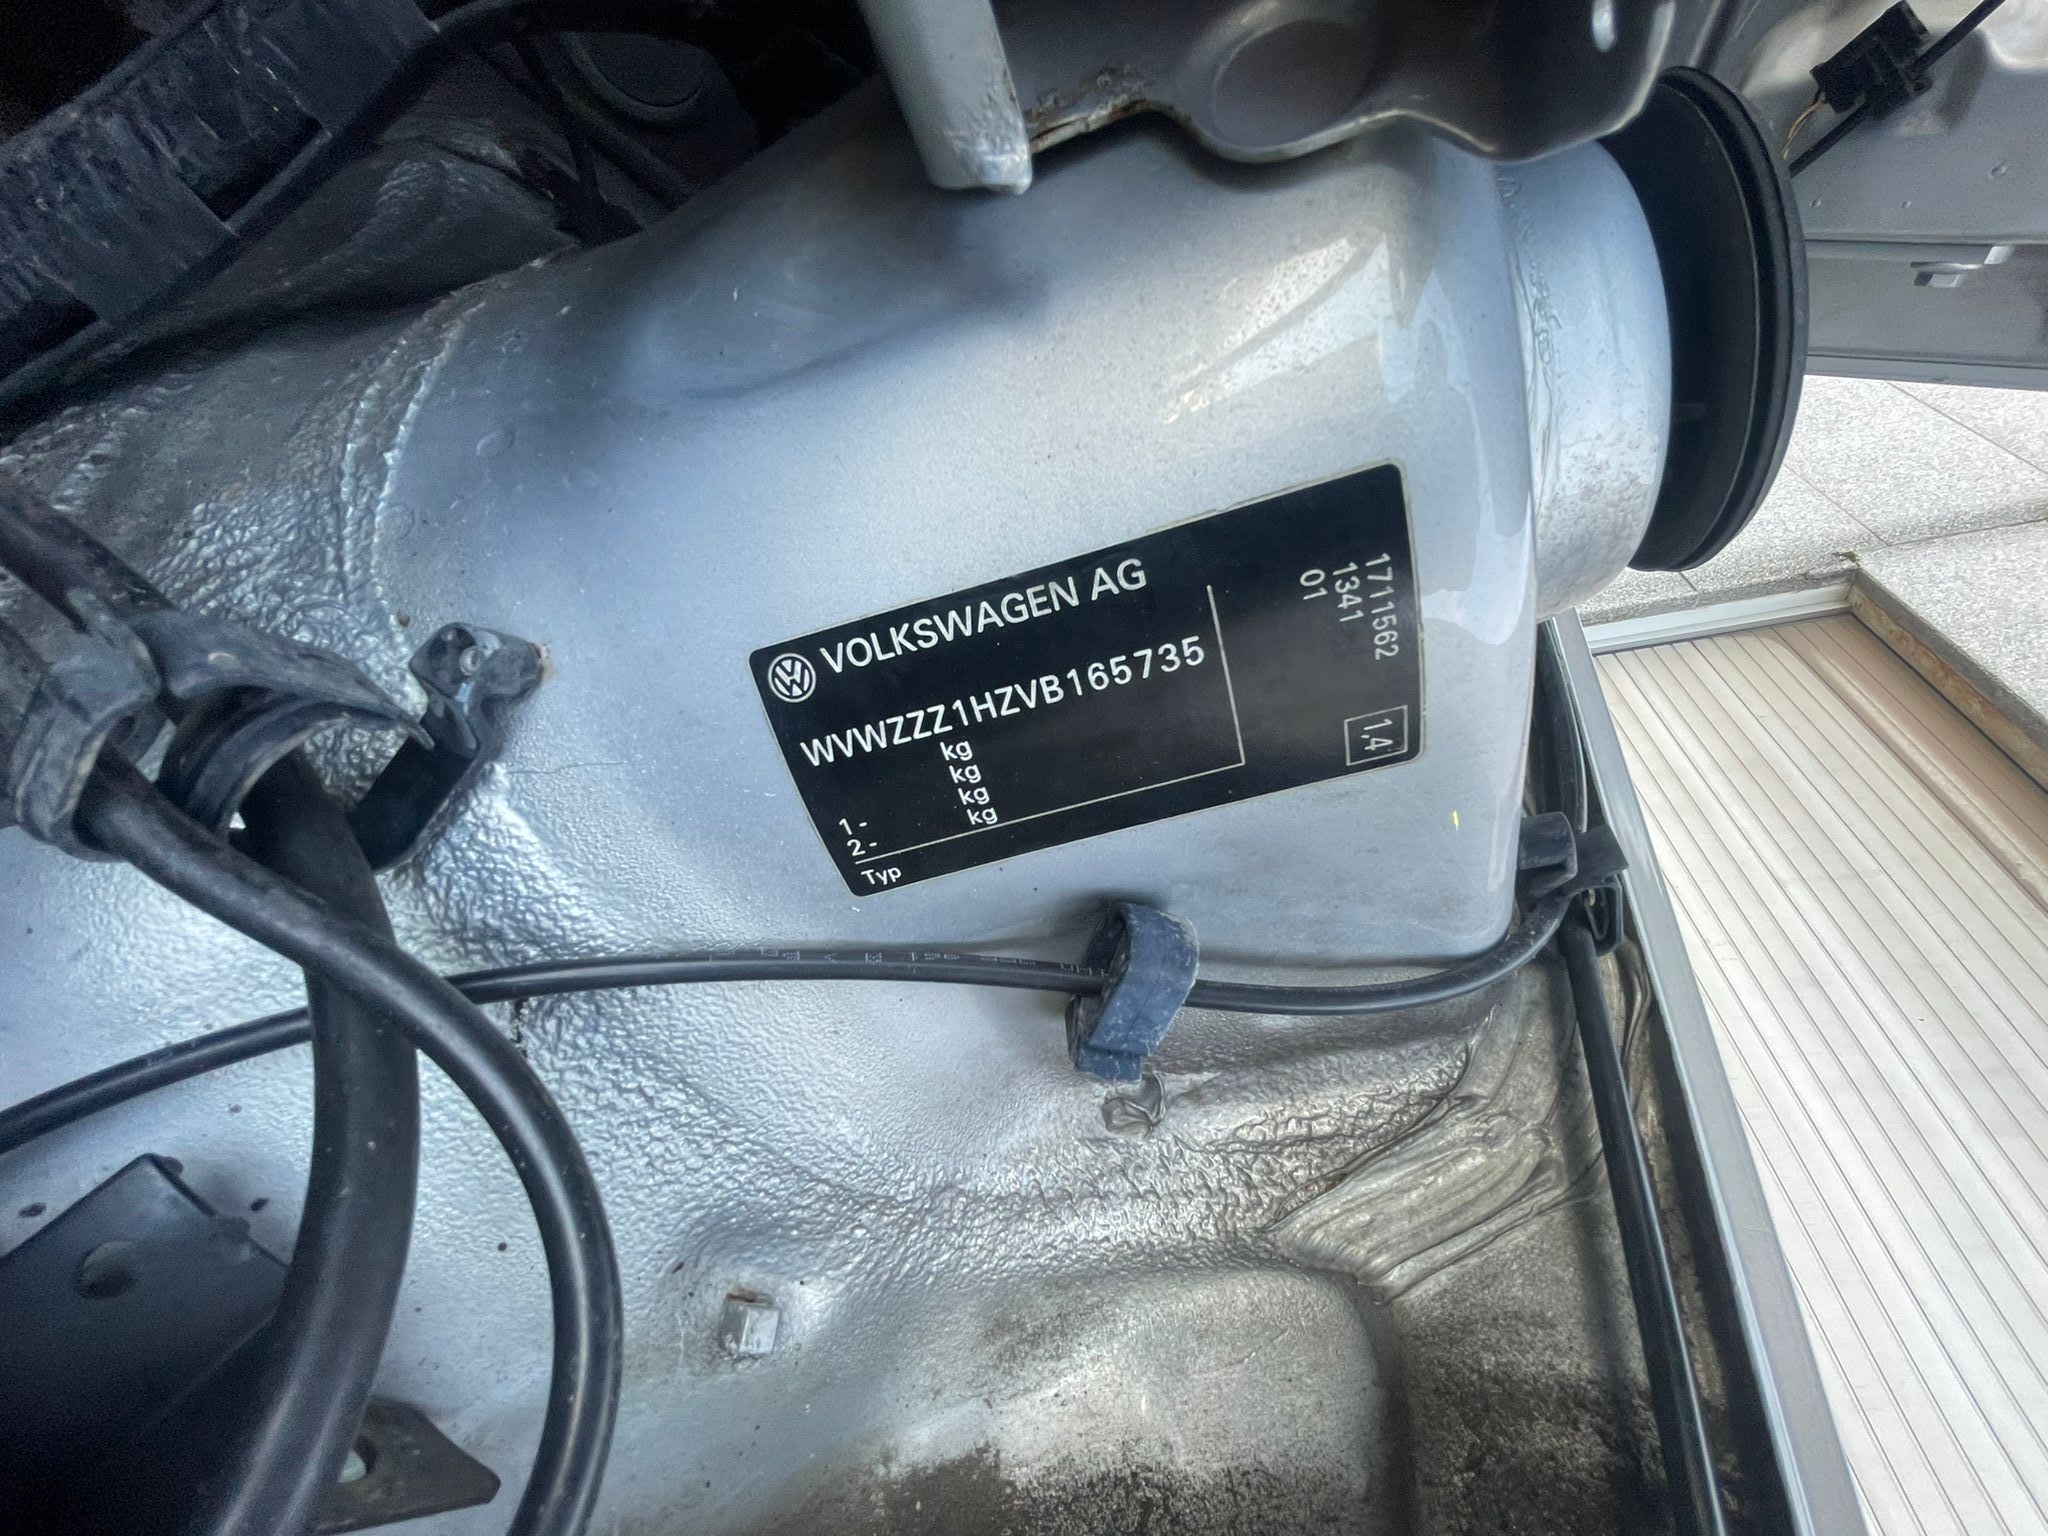 VOLKSWAGEN AG
WVWZZZ1HZVB165735
kg
kg
1- kg
2- kg
Typ
1711562
1341
01
1,4